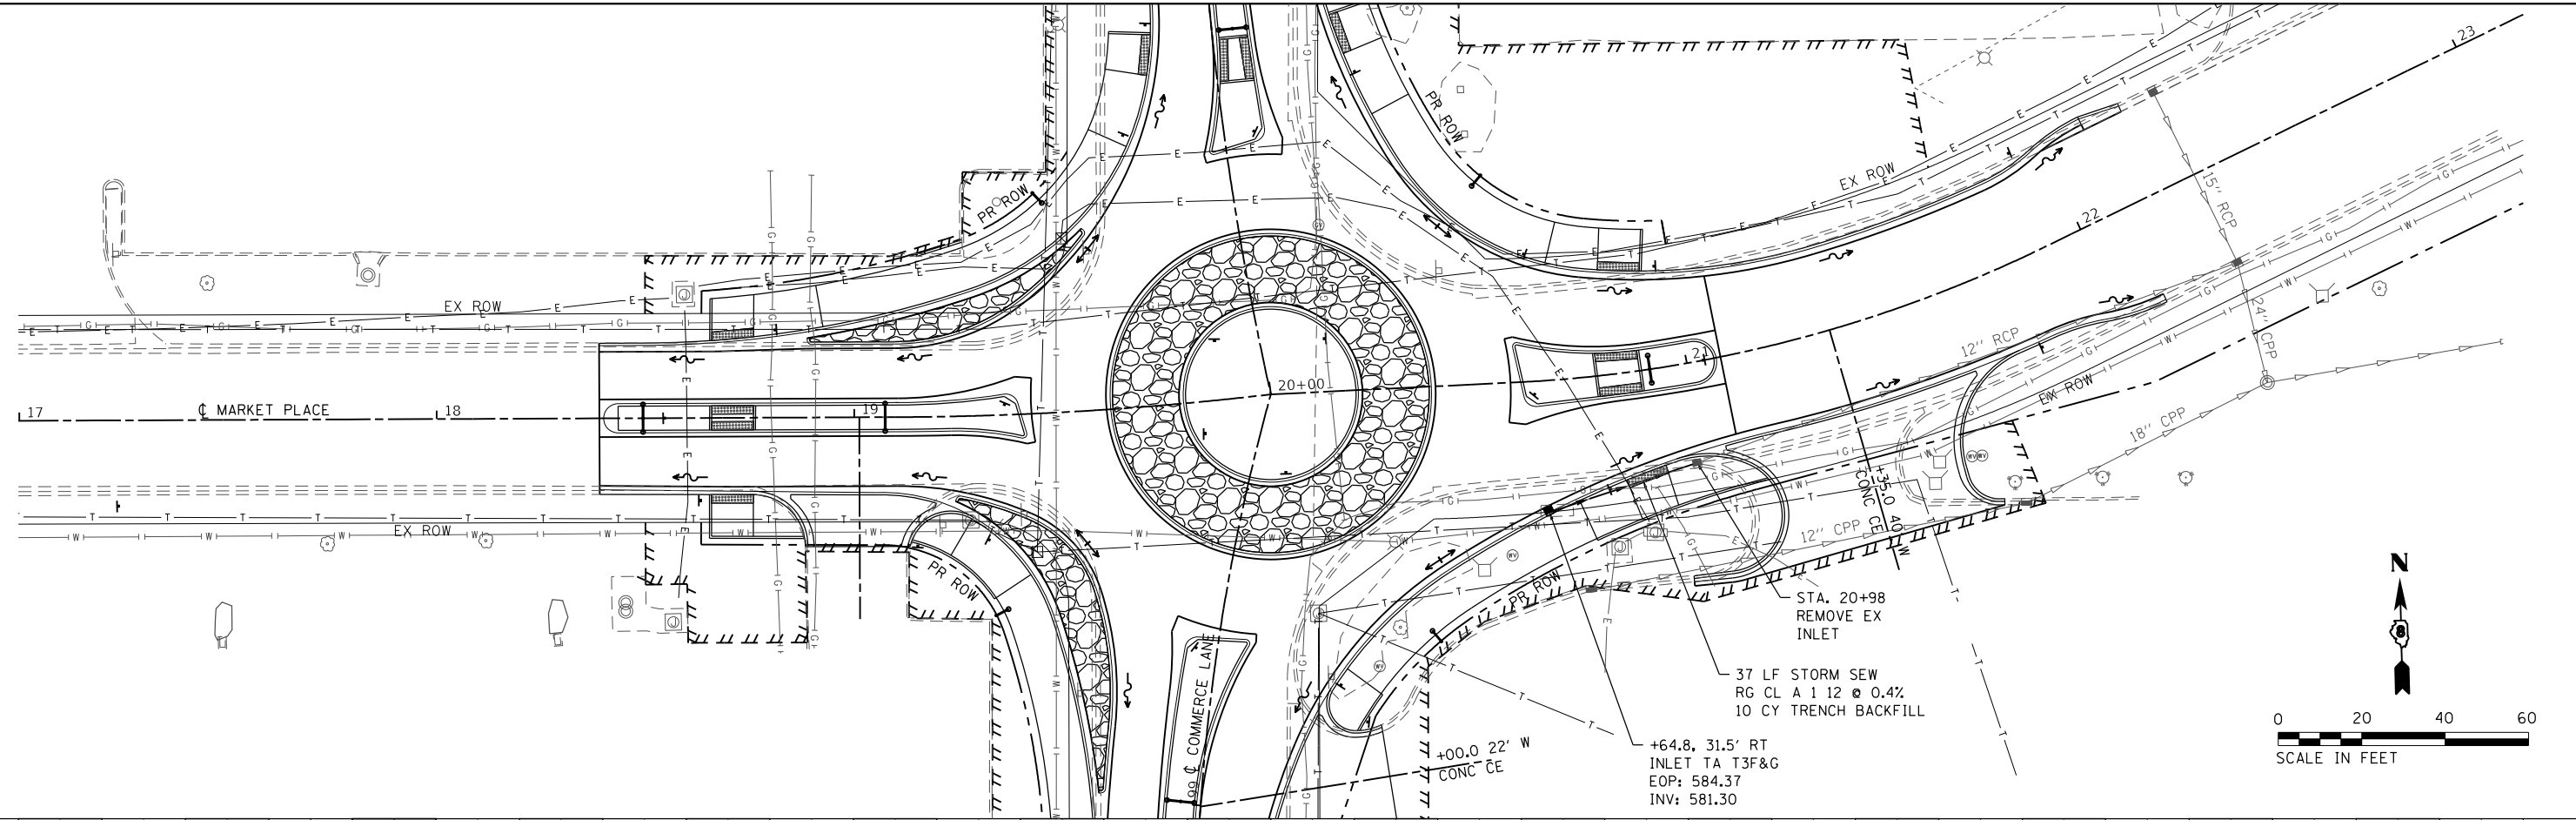 23
PR ROW
EX ROW
15'' RCP
22
PR ROW
EX ROW
20+00
21
12'' RCP
24'' CPP
17
℄ MARKET PLACE
18
19
EX ROW
18'' CPP
+35.0 40' W
CONC CE
12'' CPP
EX ROW
PR ROW
PR ROW
N
STA. 20+98
REMOVE EX
INLET
37 LF STORM SEW
RG CL A 1 12 @ 0.4%
10 CY TRENCH BACKFILL
+64.8, 31.5' RT
INLET TA T3F&G
EOP: 584.37
INV: 581.30
+00.0 22' W
CONC CE
99
℄ COMMERCE LANE
0 20 40 60
SCALE IN FEET